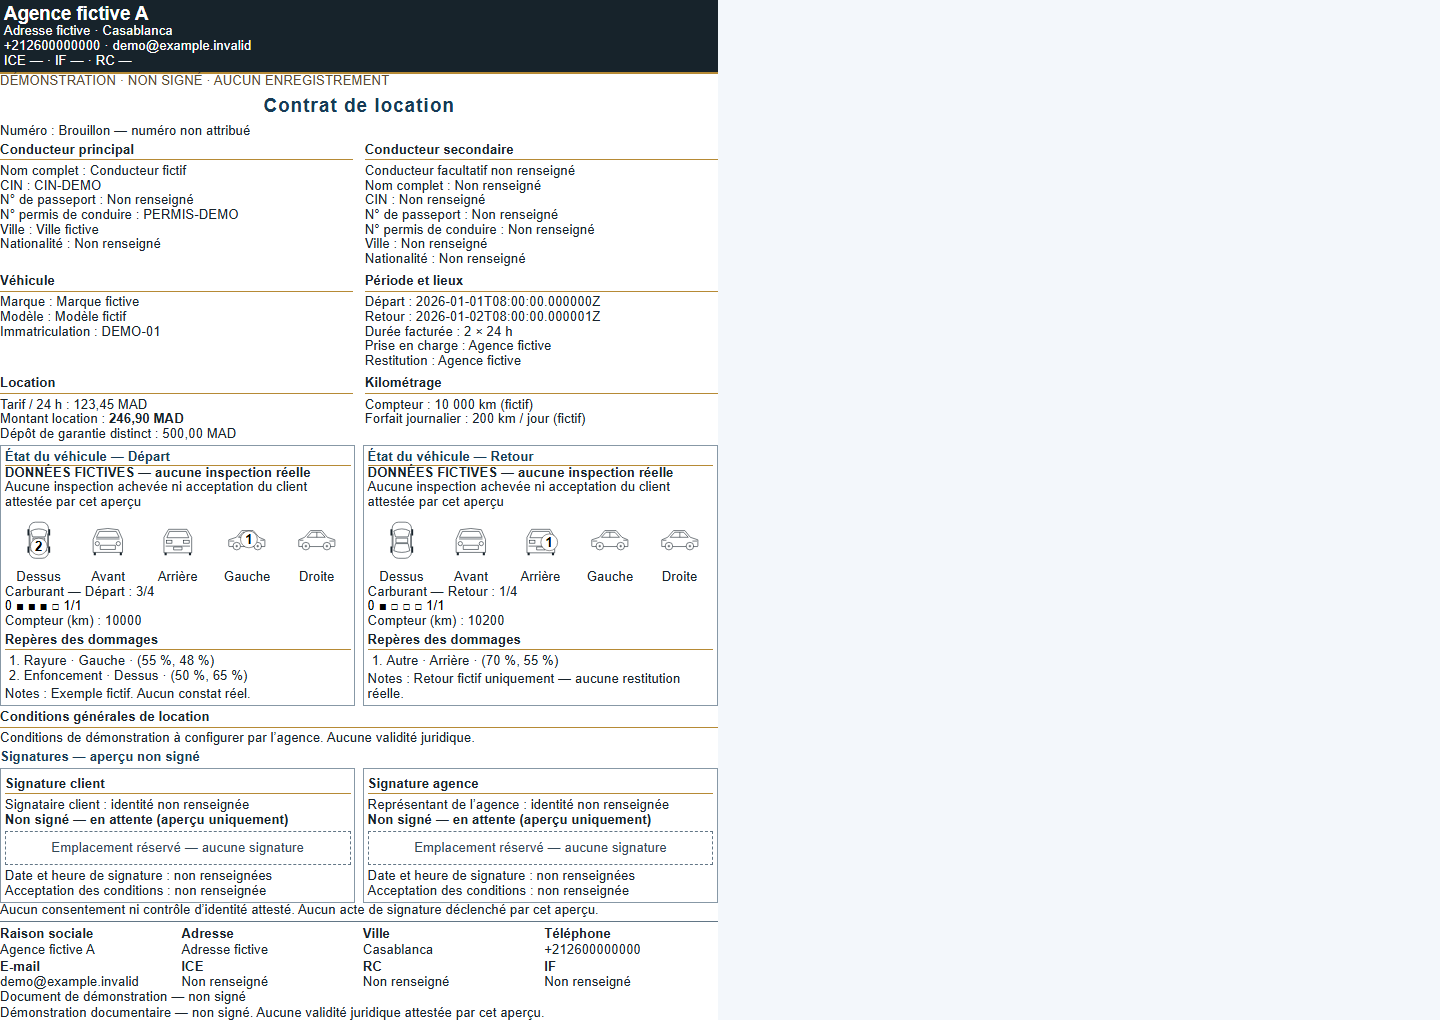 Agence fictive A
Adresse fictive · Casablanca
+212600000000 · demo@example.invalid
ICE — · IF — · RC —
DÉMONSTRATION · NON SIGNÉ · AUCUN ENREGISTREMENT
Contrat de location
Numéro : Brouillon — numéro non attribué
Conducteur principal
Nom complet : Conducteur fictif
CIN : CIN-DEMO
N° de passeport : Non renseigné
N° permis de conduire : PERMIS-DEMO
Ville : Ville fictive
Nationalité : Non renseigné
Conducteur secondaire
Conducteur facultatif non renseigné
Nom complet : Non renseigné
CIN : Non renseigné
N° de passeport : Non renseigné
N° permis de conduire : Non renseigné
Ville : Non renseigné
Nationalité : Non renseigné
Véhicule
Marque : Marque fictive
Modèle : Modèle fictif
Immatriculation : DEMO-01
Période et lieux
Départ : 2026-01-01T08:00:00.000000Z
Retour : 2026-01-02T08:00:00.000001Z
Durée facturée : 2 × 24 h
Prise en charge : Agence fictive
Restitution : Agence fictive
Location
Tarif / 24 h : 123,45 MAD
Montant location : 246,90 MAD
Dépôt de garantie distinct : 500,00 MAD
Kilométrage
Compteur : 10 000 km (fictif)
Forfait journalier : 200 km / jour (fictif)
État du véhicule — Départ
DONNÉES FICTIVES — aucune inspection réelle
Aucune inspection achevée ni acceptation du client
attestée par cet aperçu
2 1
Dessus Avant Arrière Gauche Droite
Carburant — Départ : 3/4
0 ■ ■ ■ □ 1/1
Compteur (km) : 10000
Repères des dommages
1. Rayure · Gauche · (55 %, 48 %)
2. Enfoncement · Dessus · (50 %, 65 %)
Notes : Exemple fictif. Aucun constat réel.
État du véhicule — Retour
DONNÉES FICTIVES — aucune inspection réelle
Aucune inspection achevée ni acceptation du client
attestée par cet aperçu
1
Dessus Avant Arrière Gauche Droite
Carburant — Retour : 1/4
0 ■ □ □ □ 1/1
Compteur (km) : 10200
Repères des dommages
1. Autre · Arrière · (70 %, 55 %)
Notes : Retour fictif uniquement — aucune restitution
réelle.
Conditions générales de location
Conditions de démonstration à configurer par l’agence. Aucune validité juridique.
Signatures — aperçu non signé
Signature client
Signataire client : identité non renseignée
Non signé — en attente (aperçu uniquement)
Emplacement réservé — aucune signature
Date et heure de signature : non renseignées
Acceptation des conditions : non renseignée
Signature agence
Représentant de l’agence : identité non renseignée
Non signé — en attente (aperçu uniquement)
Emplacement réservé — aucune signature
Date et heure de signature : non renseignées
Acceptation des conditions : non renseignée
Aucun consentement ni contrôle d’identité attesté. Aucun acte de signature déclenché par cet aperçu.
Raison sociale Adresse Ville Téléphone
Agence fictive A Adresse fictive Casablanca +212600000000
E-mail ICE RC IF
demo@example.invalid Non renseigné Non renseigné Non renseigné
Document de démonstration — non signé
Démonstration documentaire — non signé. Aucune validité juridique attestée par cet aperçu.